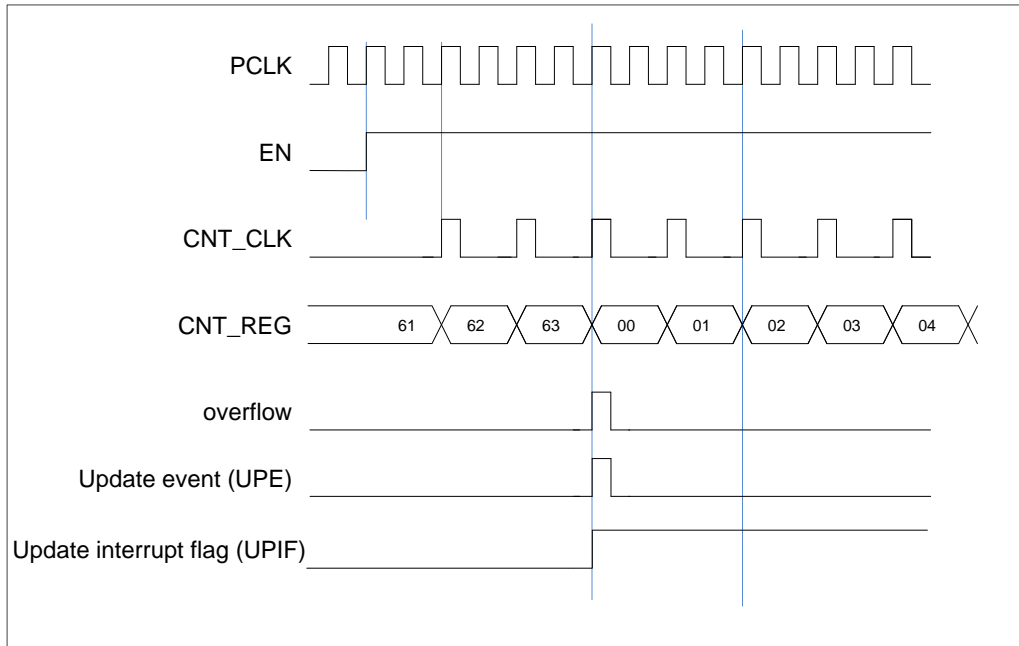 PCLK
EN
CNT_CLK
CNT_REG 61 62 63 00 01 02 03 04
overflow
Update event (UPE)
Update interrupt flag (UPIF)